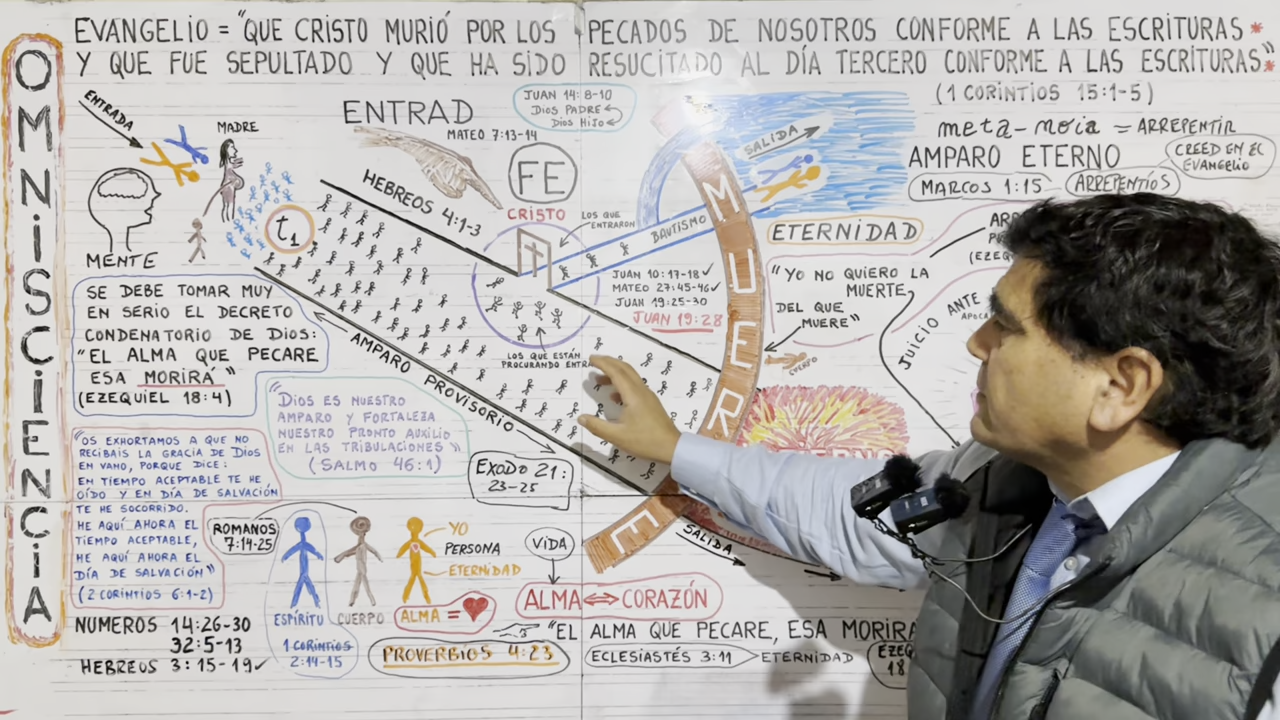 EVANGELIO = "QUE CRISTO MURIÓ POR LOS PECADOS DE NOSOTROS CONFORME A LAS ESCRITURAS *
Y QUE FUE SEPULTADO Y QUE HA SIDO RESUCITADO AL DÍA TERCERO CONFORME A LAS ESCRITURAS" *
(1 CORINTIOS 15:1-5)
OMNISCIENCIA
ENTRADA
MADRE
MENTE
t1
ENTRAD
MATEO 7:13-14
JUAN 14:8-10
DIOS PADRE
DIOS HIJO
FE
HEBREOS 4:1-3
CRISTO
LOS QUE
ENTRARON
BAUTISMO
SALIDA
meta-noia = ARREPENTIR
AMPARO ETERNO
CREED EN EL
EVANGELIO
MARCOS 1:15
ARREPENTÍOS
ETERNIDAD
"YO NO QUIERO LA
MUERTE
DEL QUE
MUERE"
CUERPO
JUICIO ANTE
JUAN 10:17-18 ✓
MATEO 27:45-46 ✓
JUAN 19:25-30
JUAN 19:28
MUER
E
LOS QUE ESTÁN
PROCURANDO
AMPARO PROVISORIO
SE DEBE TOMAR MUY
EN SERIO EL DECRETO
CONDENATORIO DE DIOS:
"EL ALMA QUE PECARE
ESA MORIRÁ"
(EZEQUIEL 18:4)
"DIOS ES NUESTRO
AMPARO Y FORTALEZA
NUESTRO PRONTO AUXILIO
EN LAS TRIBULACIONES"
(SALMO 46:1)
EXODO 21:
23-25
"OS EXHORTAMOS A QUE NO
RECIBAIS LA GRACIA DE DIOS
EN VANO, PORQUE DICE:
EN TIEMPO ACEPTABLE TE HE
OÍDO Y EN DÍA DE SALVACIÓN
TE HE SOCORRIDO.
HE AQUÍ AHORA EL
TIEMPO ACEPTABLE,
HE AQUÍ AHORA EL
DÍA DE SALVACIÓN"
(2 CORINTIOS 6:1-2)
ROMANOS
7:14-25
YO
PERSONA
ETERNIDAD
ESPÍRITU
CUERPO
ALMA =
1 CORINTIOS
2:14-15
VIDA
ALMA ⇔ CORAZÓN
SALIDA
NUMEROS 14:26-30
32:5-13
HEBREOS 3:15-19 ✓
PROVERBIOS 4:23
"EL ALMA QUE PECARE, ESA MORIRA
ECLESIASTÉS 3:11
ETERNIDAD
18